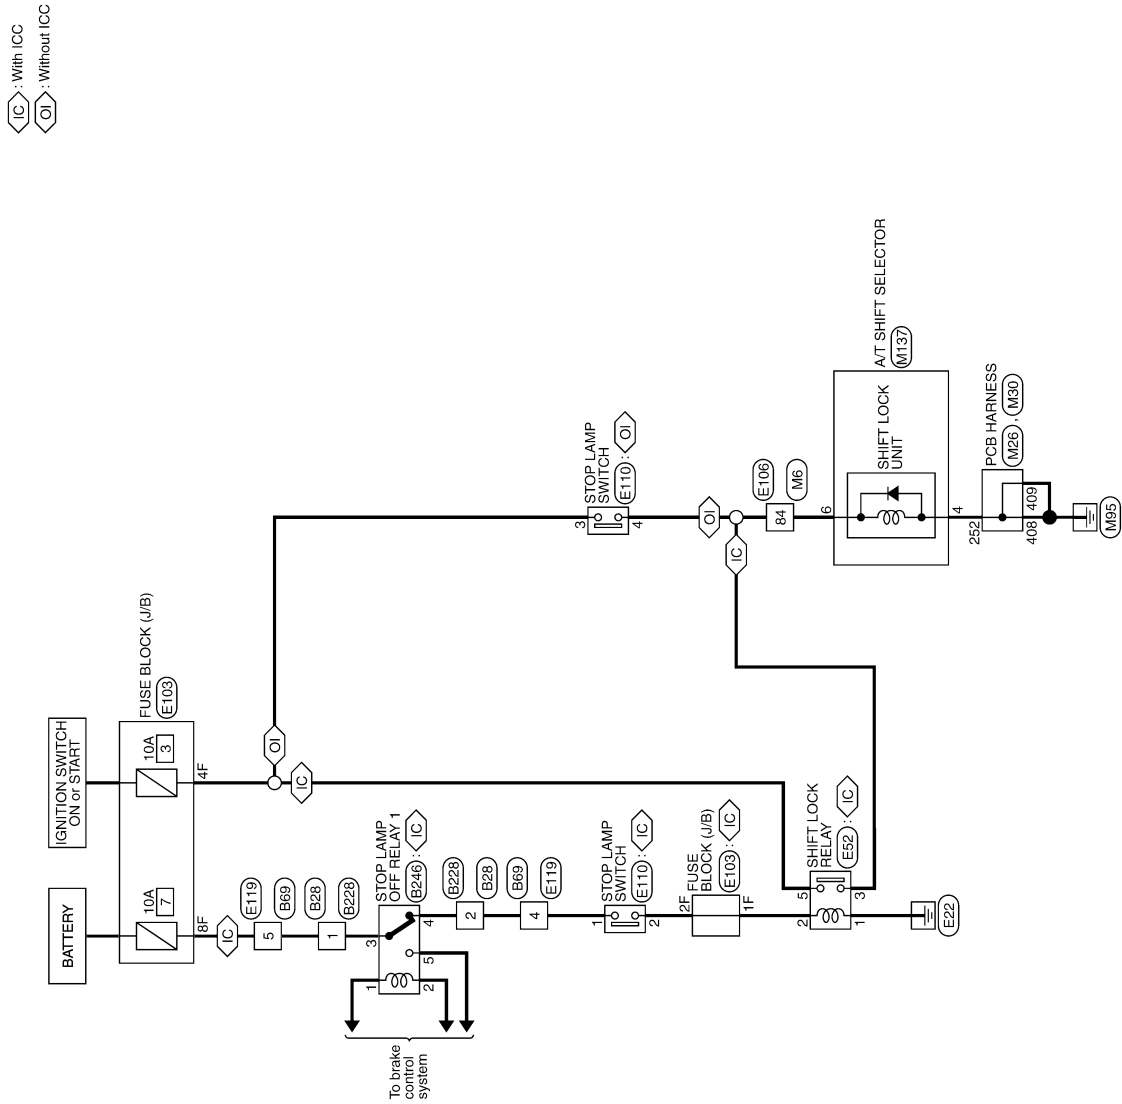 IC : With ICC
OI : Without ICC
BATTERY
IGNITION SWITCH
ON or START
10A
7
10A
3
FUSE BLOCK (J/B)
E103
8F
4F
IC
OI
IC
5
E119
B69
1
B28
B228
STOP LAMP
OFF RELAY 1
B246 : IC
3
4
5
1
2
To brake
control
system
2
B228
B28
4
B69
E119
STOP LAMP
SWITCH
E110 : IC
1
2
FUSE
BLOCK (J/B)
E103 : IC
2F
1F
SHIFT LOCK
RELAY
E52 : IC
5
3
2
1
E22
STOP LAMP
SWITCH
E110 : OI
3
4
OI
IC
84
E106
M6
A/T SHIFT SELECTOR
M137
6
SHIFT LOCK
UNIT
4
PCB HARNESS
M26 , M30
252
409
408
M95